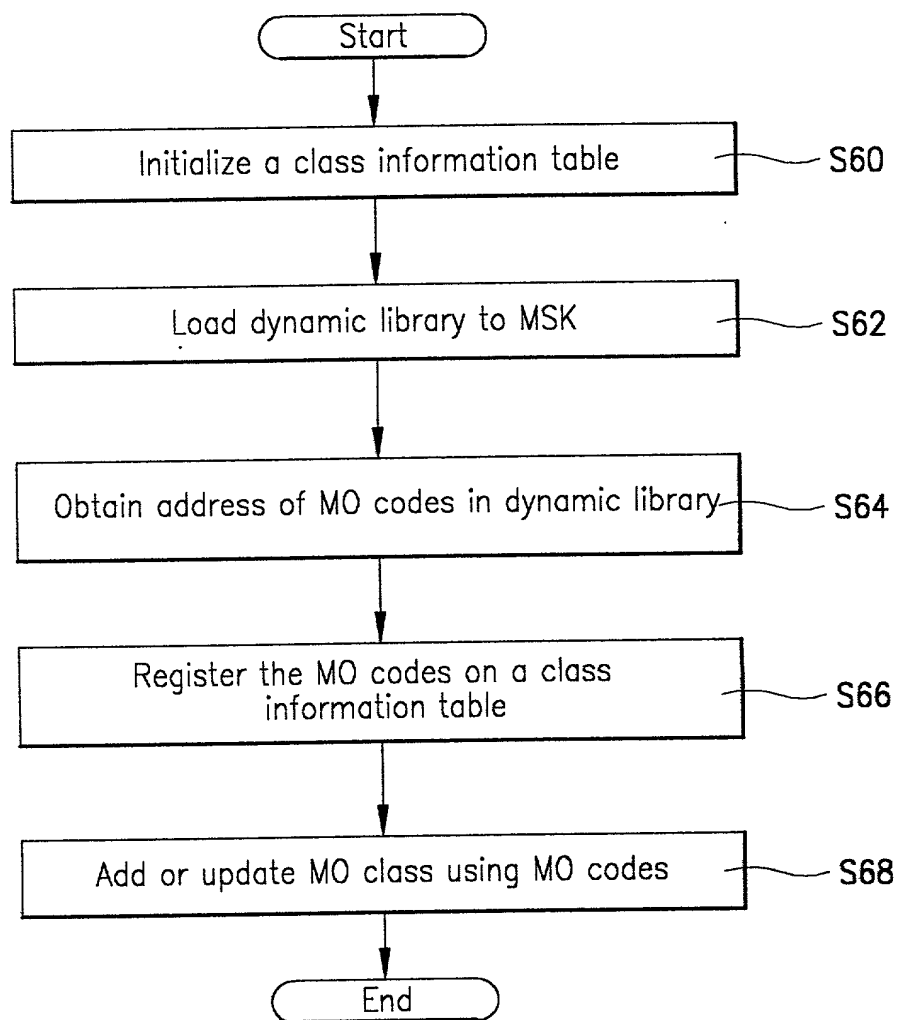 Start
Initialize a class information table
S60
Load dynamic library to MSK
S62
Obtain address of MO codes in dynamic library
S64
Register the MO codes on a class
information table
S66
Add or update MO class using MO codes
S68
End